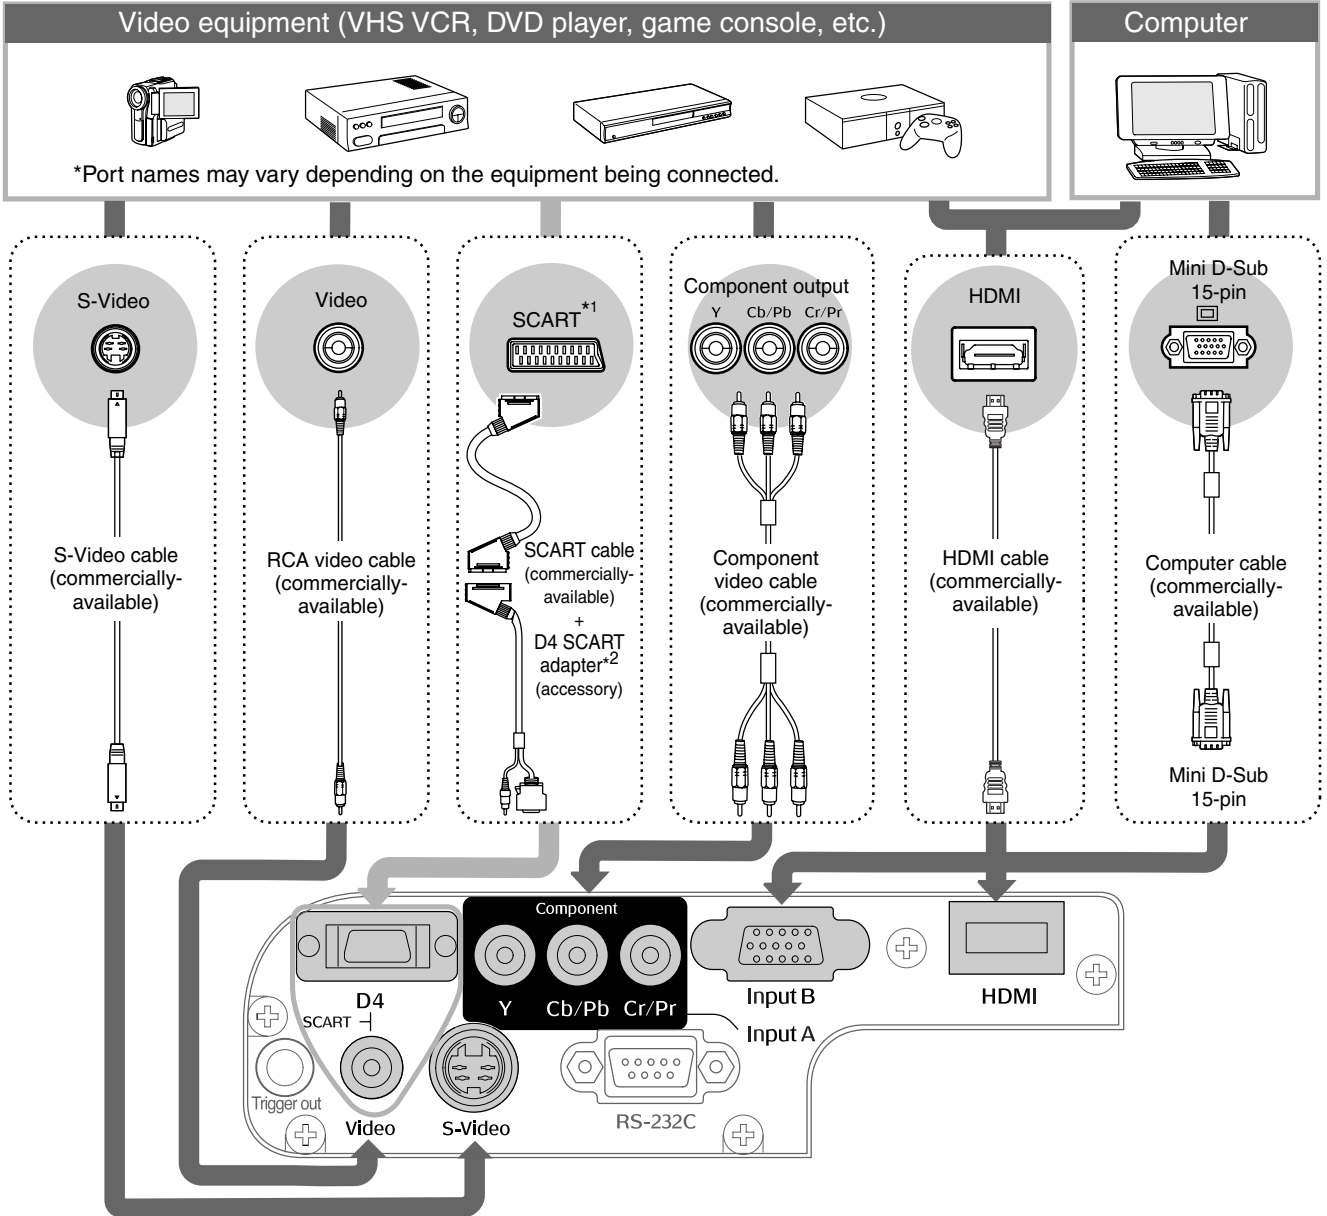 Video equipment (VHS VCR, DVD player, game console, etc.)
Computer
*Port names may vary depending on the equipment being connected.
S-Video
Video
SCART*1
Component output
Y Cb/Pb Cr/Pr
HDMI
Mini D-Sub
15-pin
S-Video cable
(commercially-
available)
RCA video cable
(commercially-
available)
SCART cable
(commercially-
available)
+
D4 SCART
adapter*2
(accessory)
Component
video cable
(commercially-
available)
HDMI cable
(commercially-
available)
Computer cable
(commercially-
available)
Mini D-Sub
15-pin
Component
Y Cb/Pb Cr/Pr
D4
SCART
Input B
Input A
HDMI
Trigger out
Video
S-Video
RS-232C